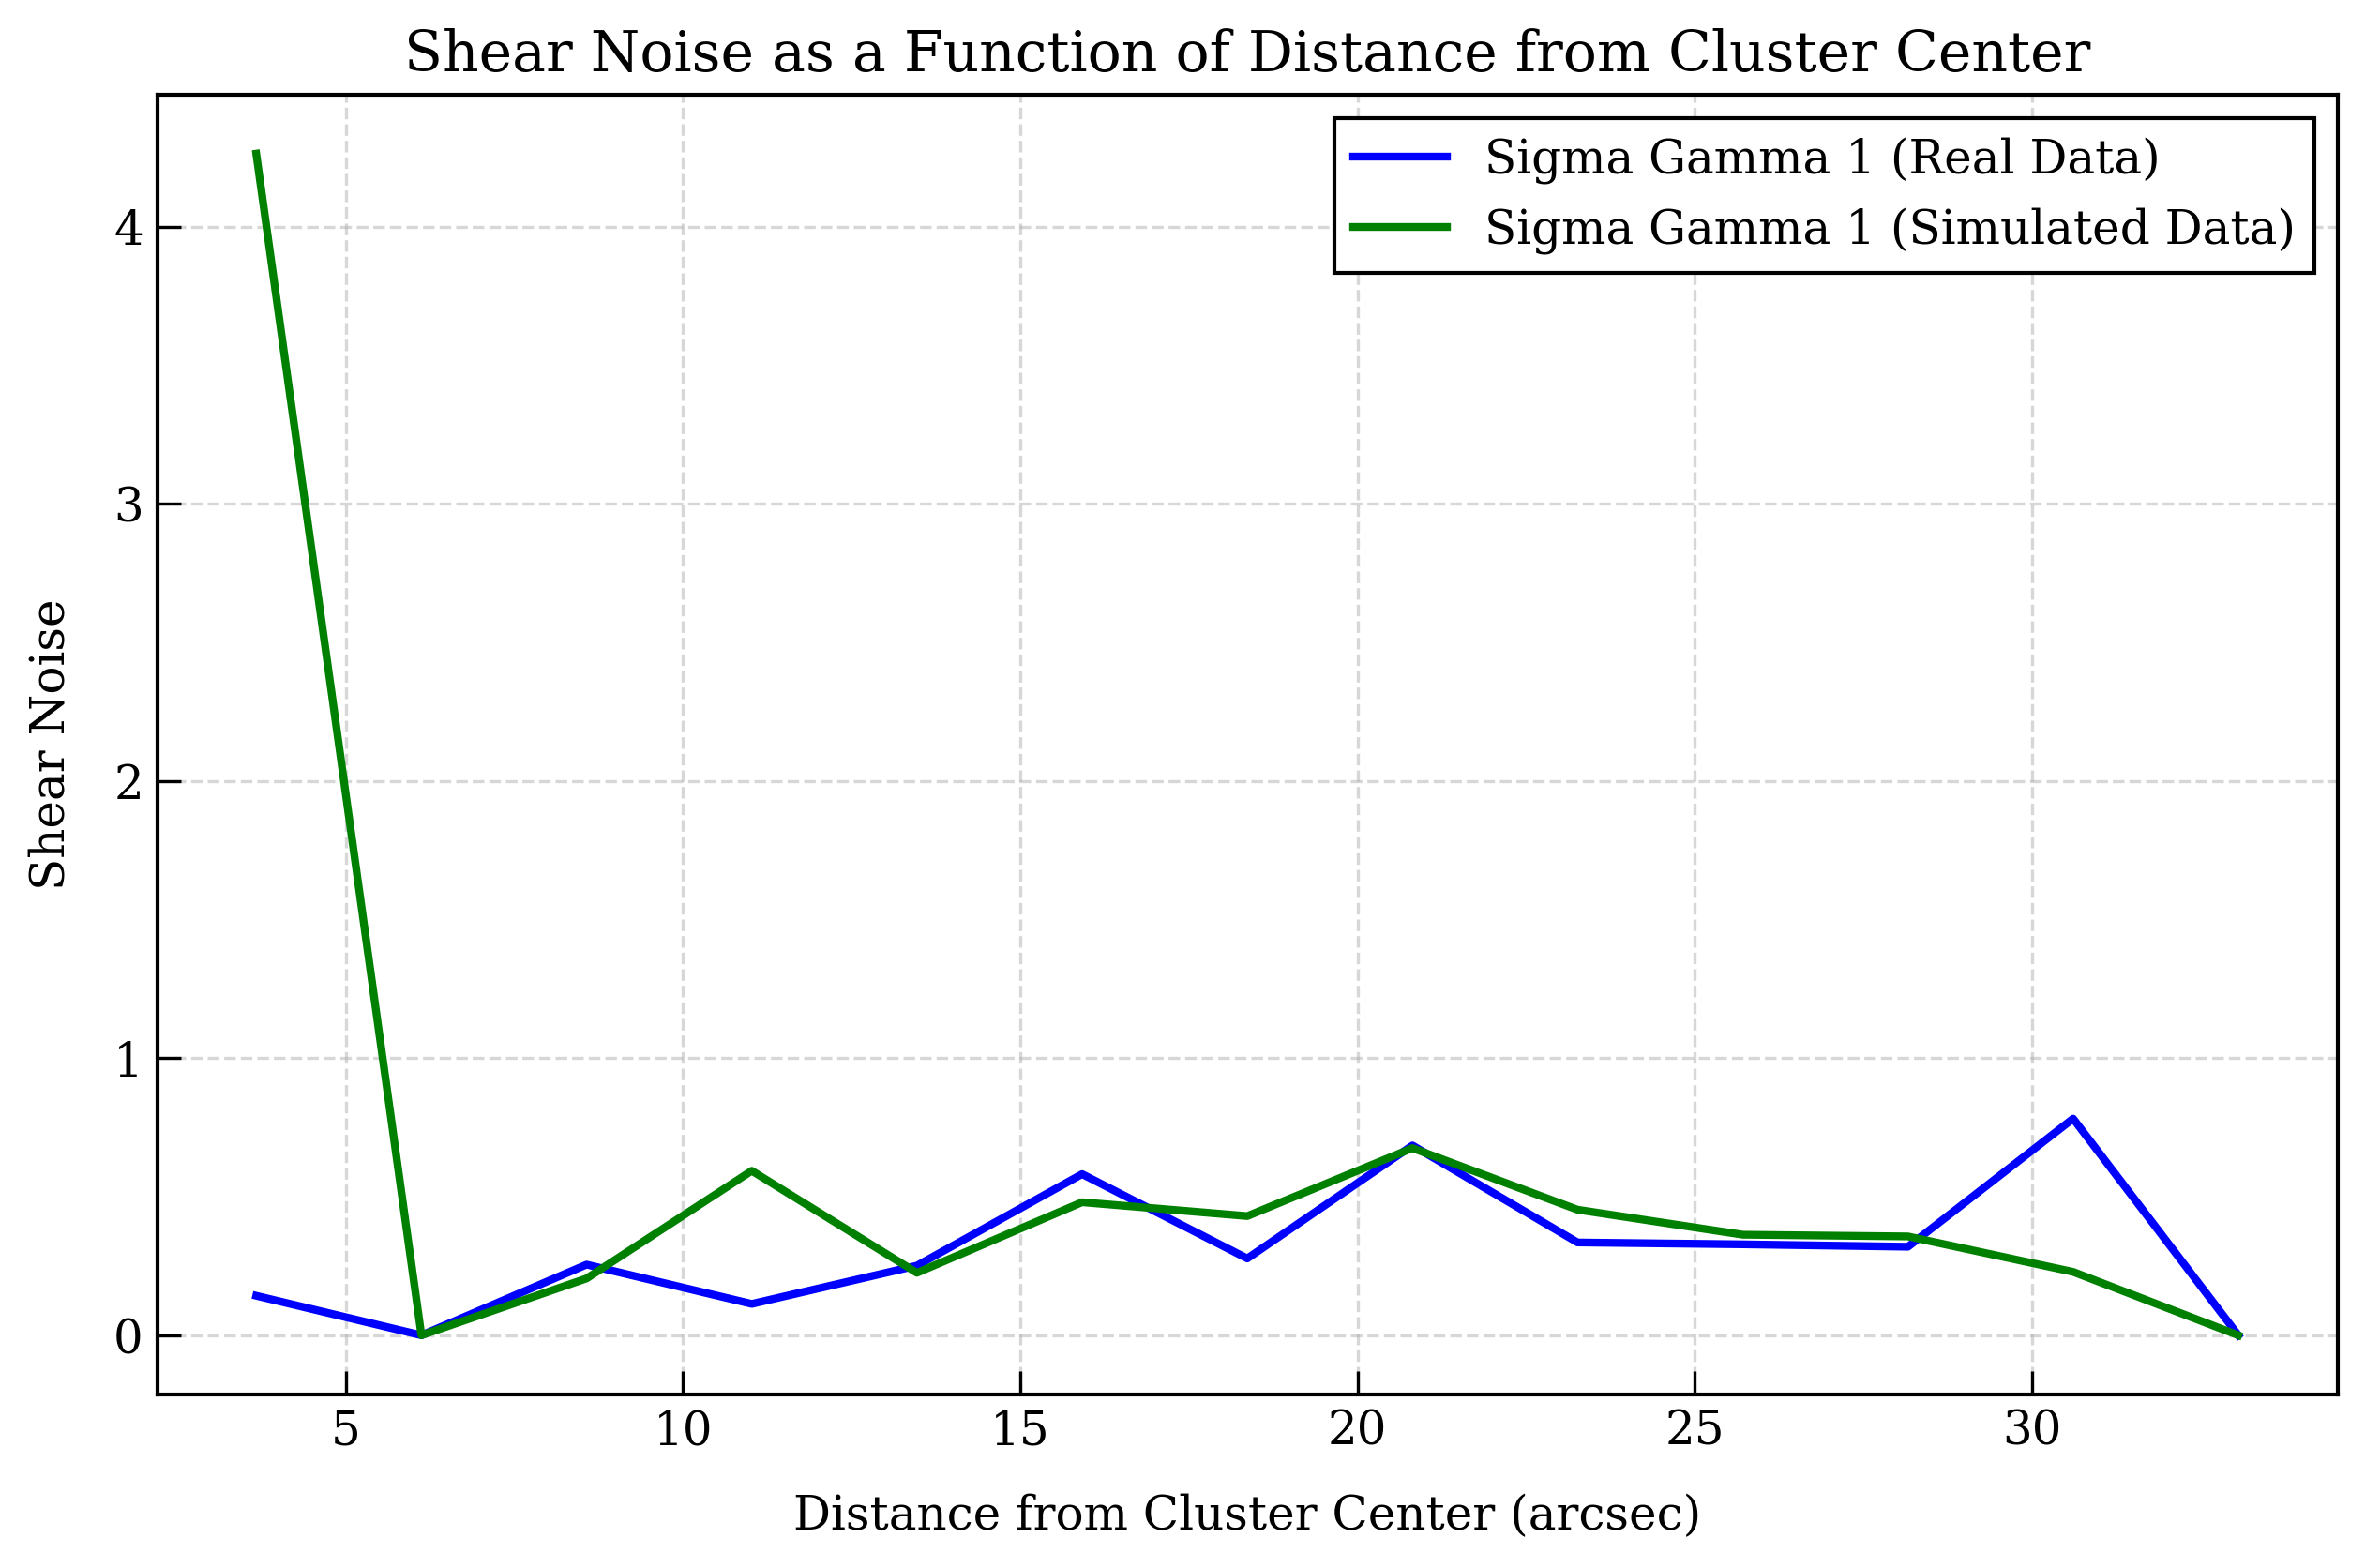 Shear Noise as a Function of Distance from Cluster Center
Sigma Gamma 1 (Real Data)
Sigma Gamma 1 (Simulated Data)
Shear Noise
4
3
2
1
0
5 10 15 20 25 30
Distance from Cluster Center (arcsec)